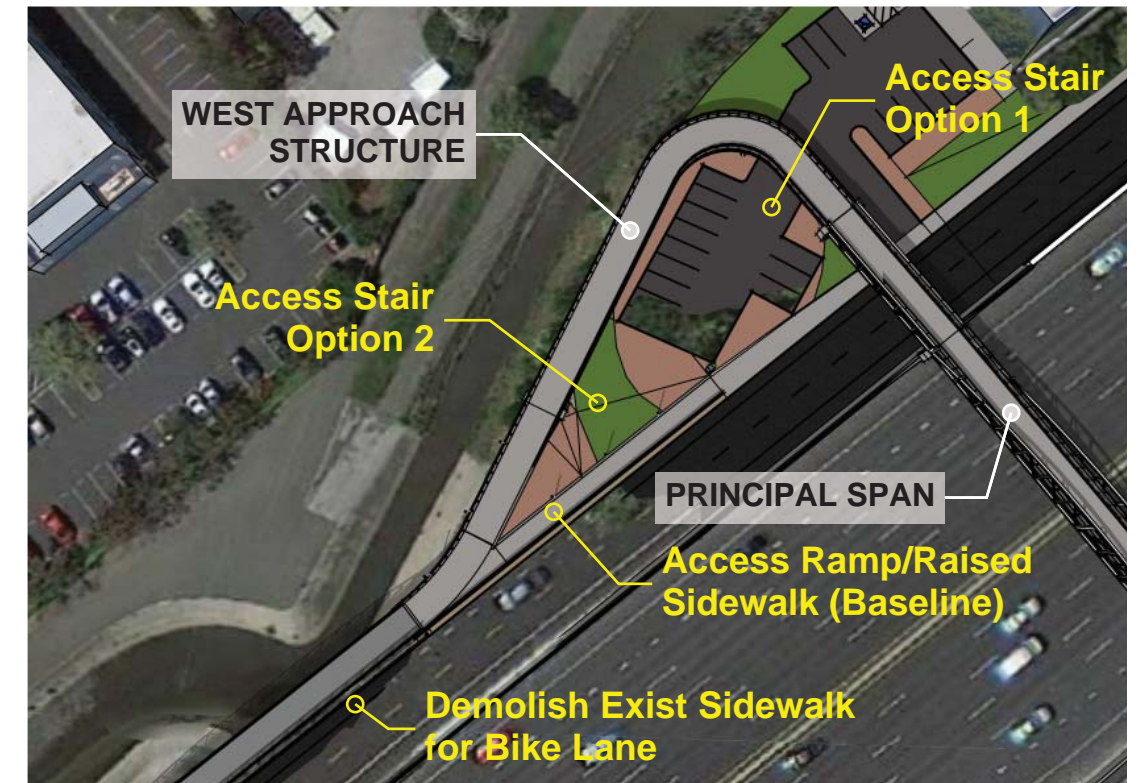 WEST APPROACH
STRUCTURE
Access Stair
Option 1
Access Stair
Option 2
PRINCIPAL SPAN
Access Ramp/Raised
Sidewalk (Baseline)
Demolish Exist Sidewalk
for Bike Lane